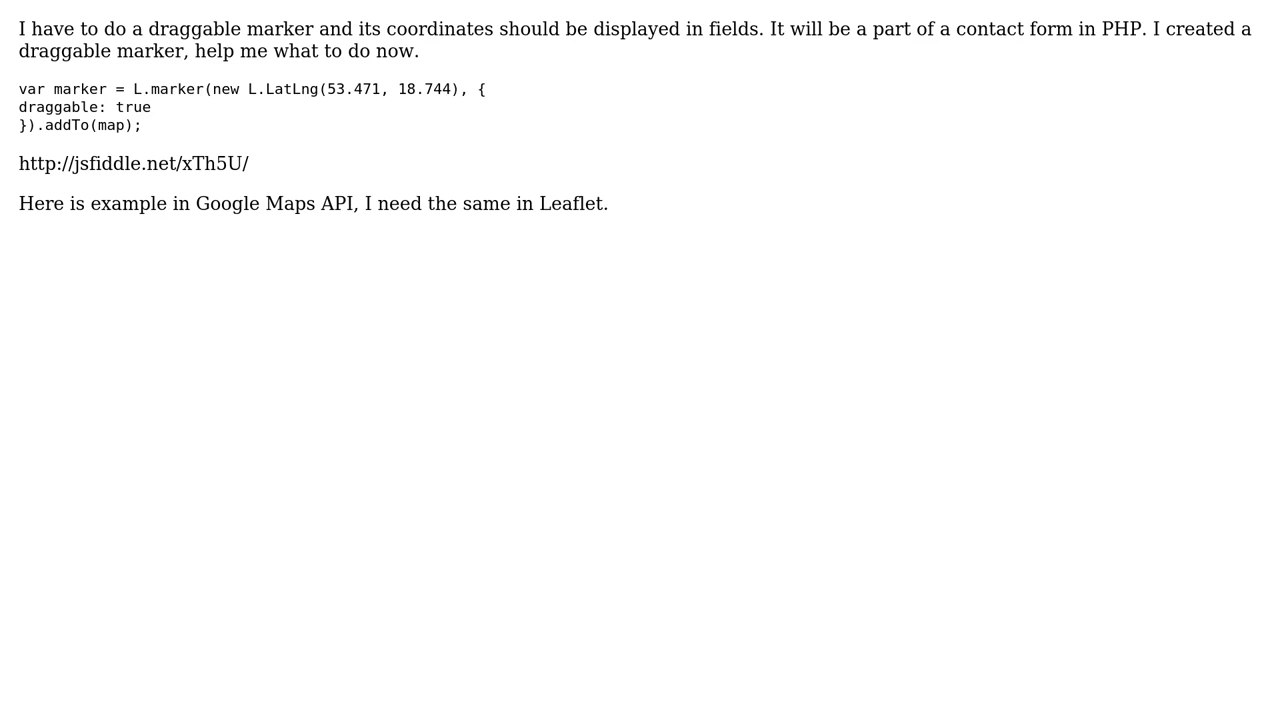 I have to do a draggable marker and its coordinates should be displayed in fields. It will be a part of a contact form in PHP. I created a
draggable marker, help me what to do now.
var marker = L.marker(new L.LatLng(53.471, 18.744), {
draggable: true
}).addTo(map);
http://jsfiddle.net/xTh5U/
Here is example in Google Maps API, I need the same in Leaflet.